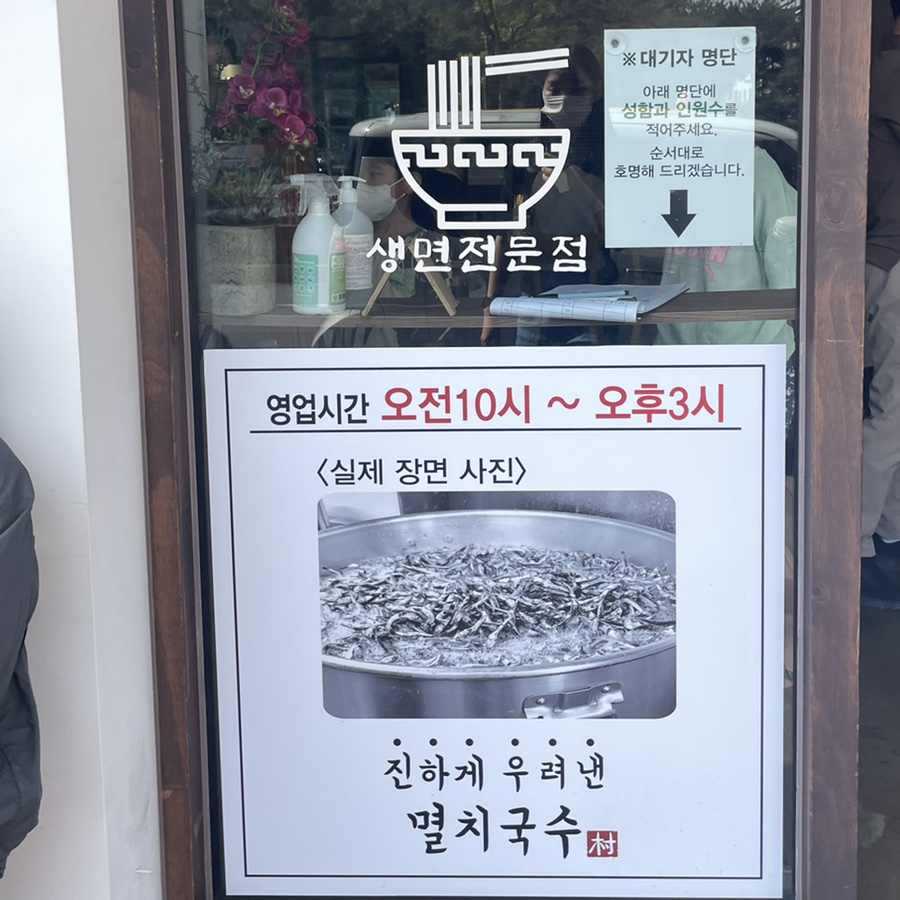 생면전문점
※대기자 명단
아래 명단에
성함과 인원수를
적어주세요.
순서대로
호명해 드리겠습니다.
영업시간 오전10시 ~ 오후3시
<실제 장면 사진>
진하게 우려낸
멸치국수 村